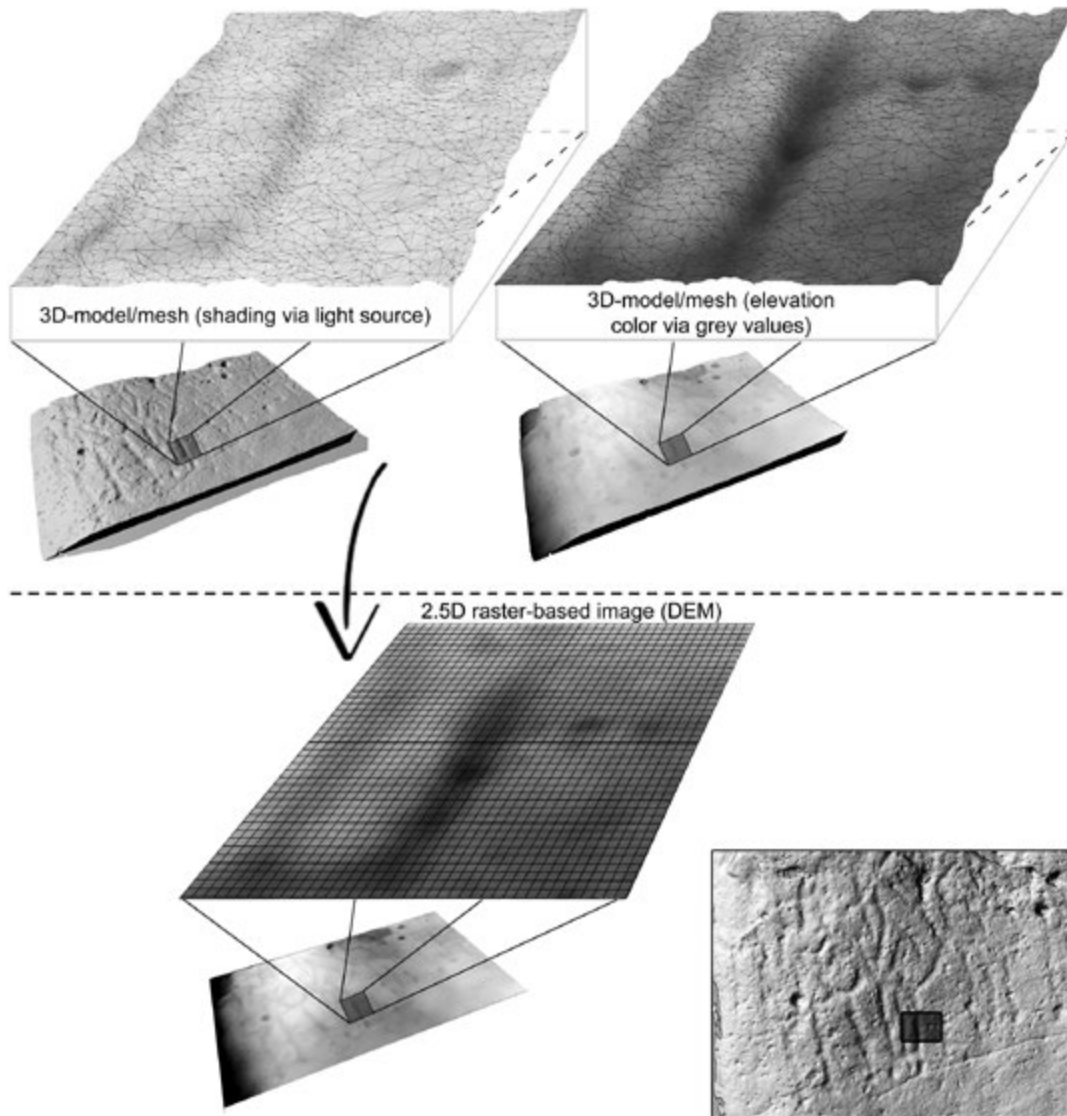 3D-model/mesh (shading via light source)
3D-model/mesh (elevation
color via grey values)
2.5D raster-based image (DEM)